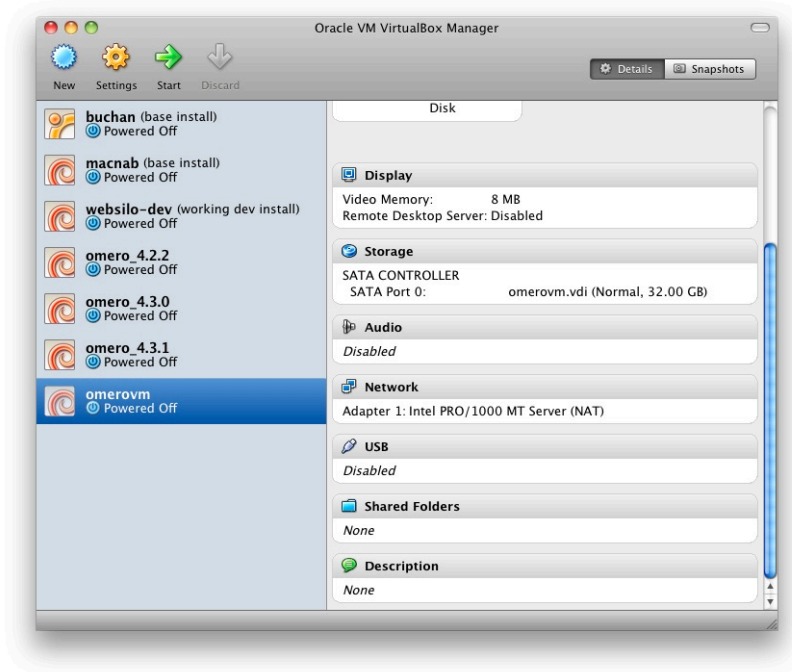 Oracle VM VirtualBox Manager
New Settings Start Discard
Details Snapshots
buchan (base install)
Powered Off
macnab (base install)
Powered Off
websilo-dev (working dev install)
Powered Off
omero_4.2.2
Powered Off
omero_4.3.0
Powered Off
omero_4.3.1
Powered Off
omerovm
Powered Off
Disk
Display
Video Memory: 8 MB
Remote Desktop Server: Disabled
Storage
SATA CONTROLLER
SATA Port 0: omerovm.vdi (Normal, 32.00 GB)
Audio
Disabled
Network
Adapter 1: Intel PRO/1000 MT Server (NAT)
USB
Disabled
Shared Folders
None
Description
None